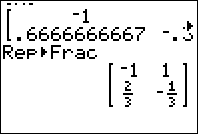 [ -1
[.6666666667 -.3
Rep▸Frac
[ -1 1 ]
[ 2/3 -1/3 ]